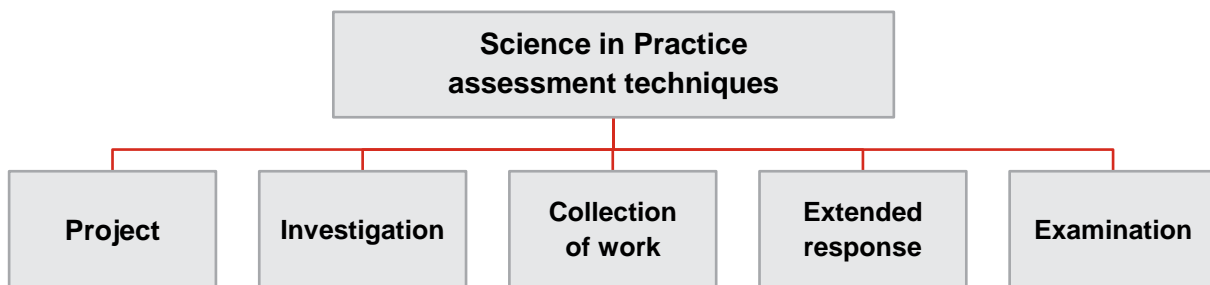 Science in Practice
assessment techniques
Project
Investigation
Collection
of work
Extended
response
Examination